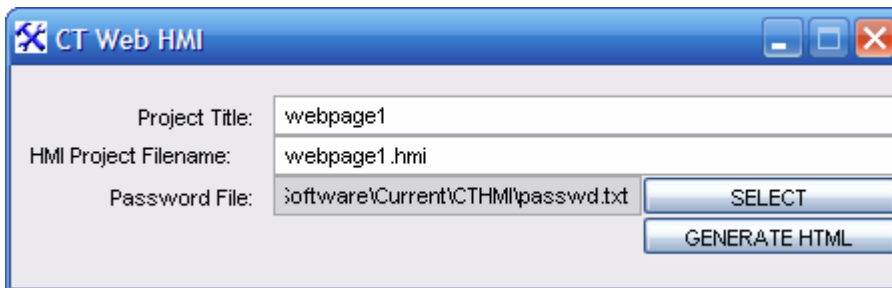 CT Web HMI
Project Title: webpage1
HMI Project Filename: webpage1.hmi
Password File: Software\Current\CTHMI\passwd.txt SELECT
GENERATE HTML